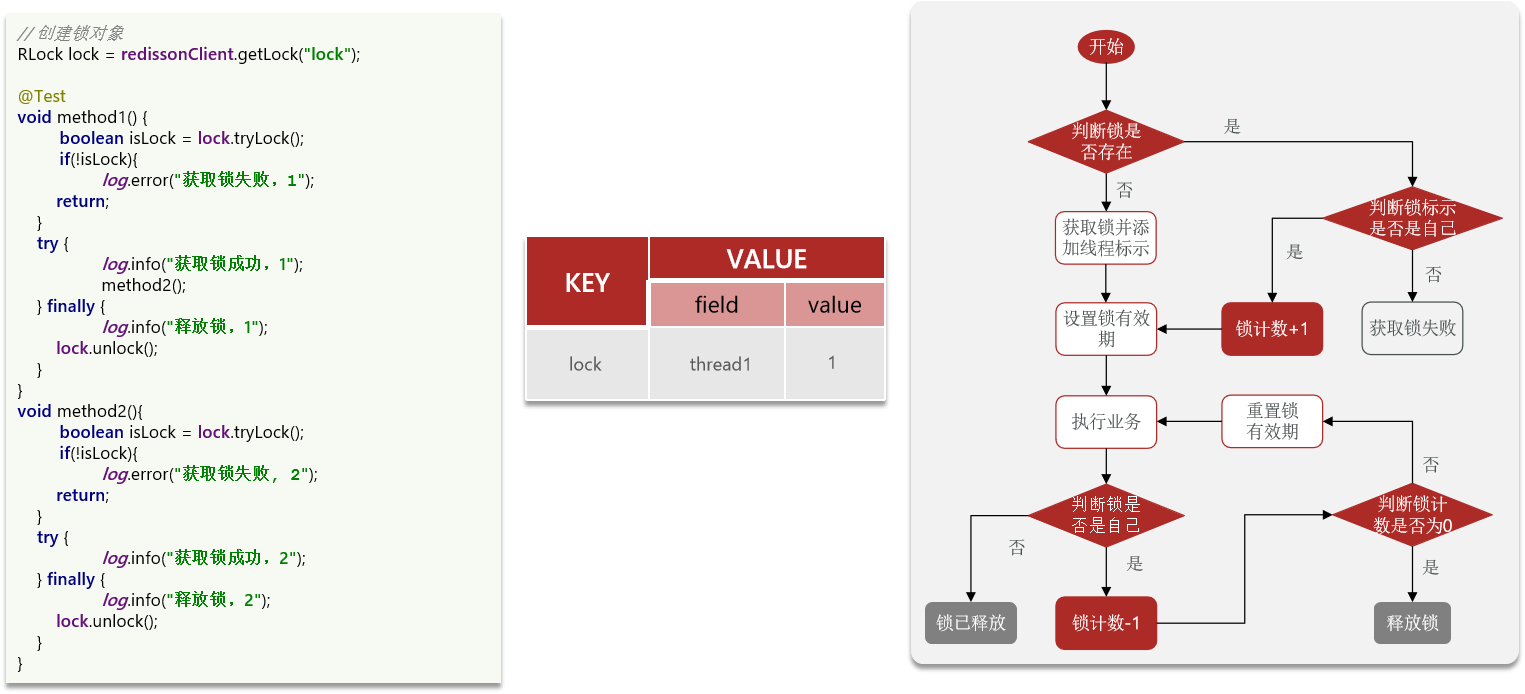 // 创建锁对象
RLock lock = redissonClient.getLock("lock");
@Test
void method1() {
boolean isLock = lock.tryLock();
if(!isLock){
log.error("获取锁失败，1");
return;
}
try {
log.info("获取锁成功，1");
method2();
} finally {
log.info("释放锁，1");
lock.unlock();
}
}
void method2(){
boolean isLock = lock.tryLock();
if(!isLock){
log.error("获取锁失败, 2");
return;
}
try {
log.info("获取锁成功，2");
} finally {
log.info("释放锁，2");
lock.unlock();
}
}
KEY
VALUE
field
value
lock
thread1
1
开始
判断锁是
否存在
是
否
判断锁标示
是否是自己
获取锁并添
加线程标示
是
否
设置锁有效
期
锁计数+1
获取锁失败
执行业务
重置锁
有效期
否
判断锁是
否是自己
判断锁计
数是否为0
否
是
是
锁已释放
锁计数-1
释放锁